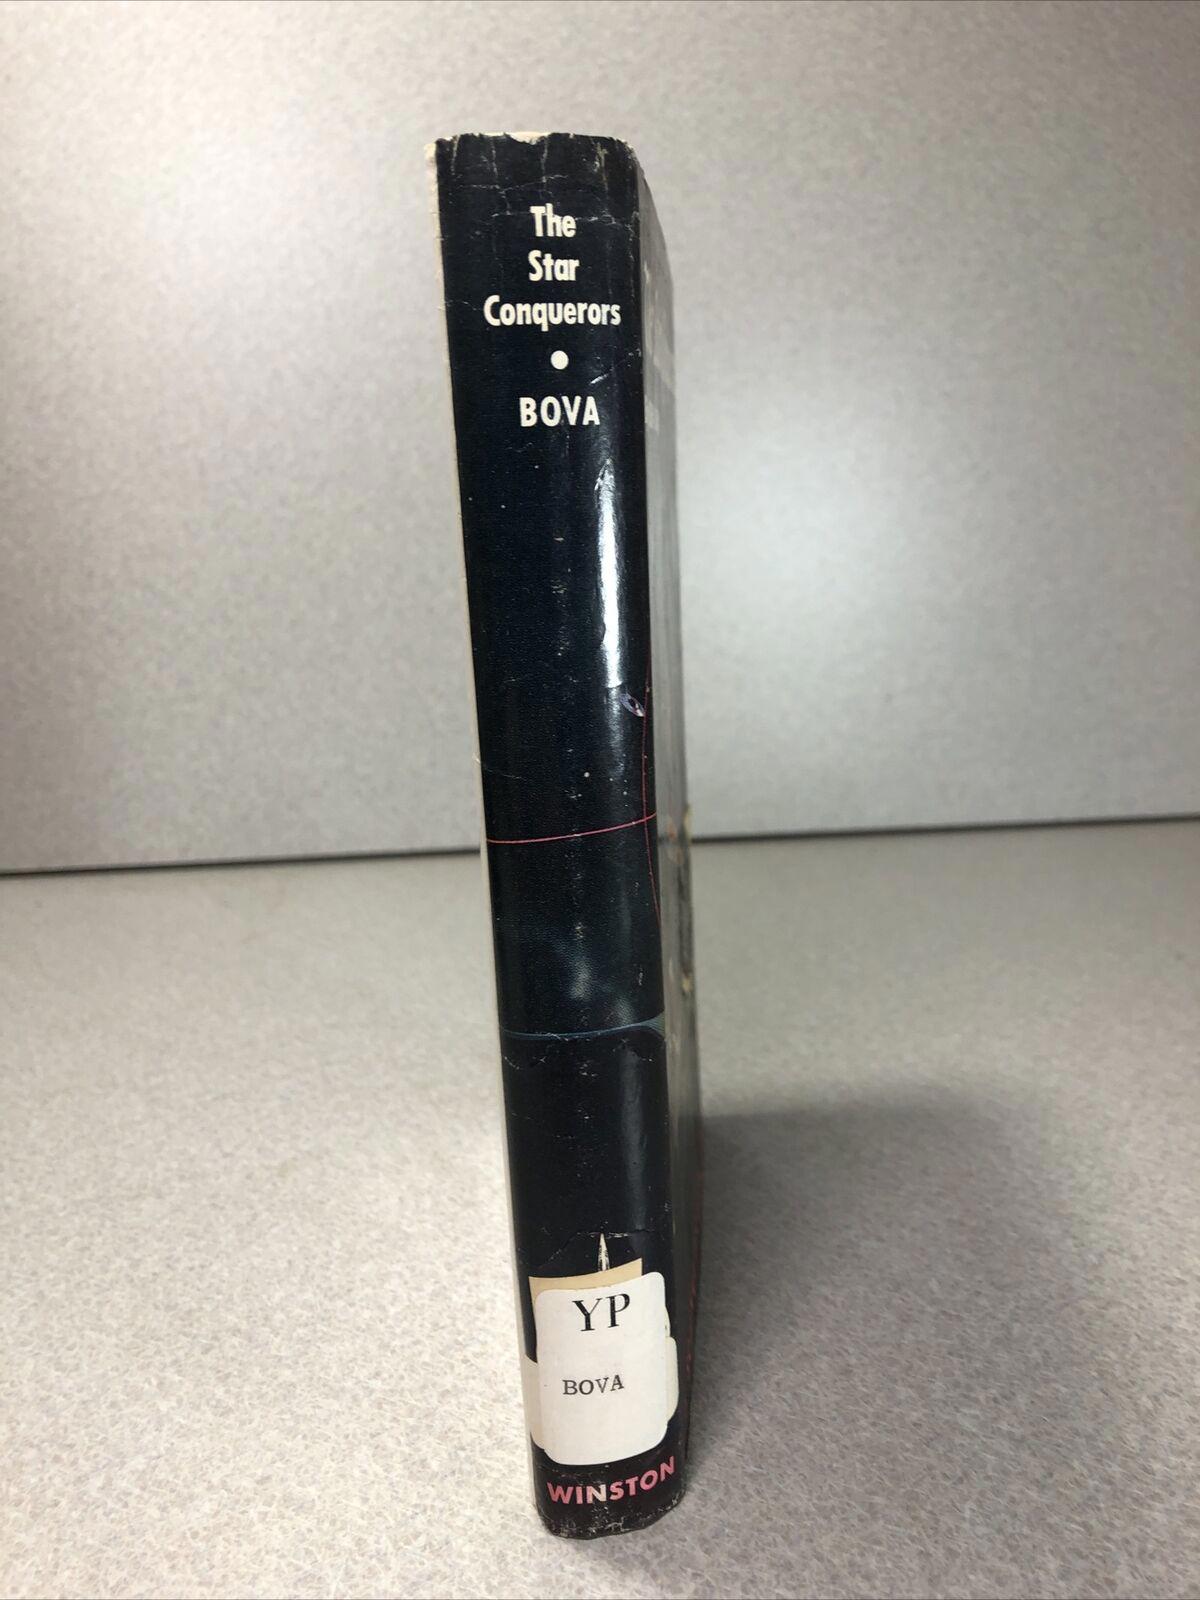 The
Star
Conquerors
•
BOVA
YP
BOVA
WINSTON